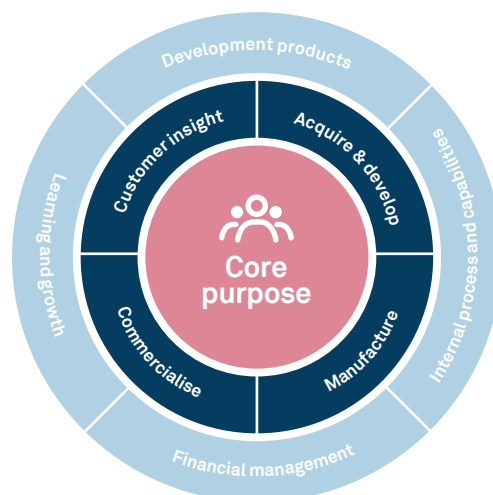 Development products
Customer insight
Acquire & develop
Learning and growth
Internal process and capabilities
Core
purpose
Commercialise
Manufacture
Financial management